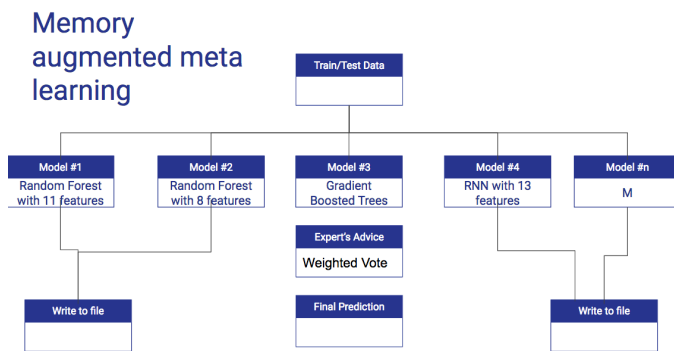 Memory
augmented meta
learning
Train/Test Data
Model #1
Random Forest
with 11 features
Model #2
Random Forest
with 8 features
Model #3
Gradient
Boosted Trees
Model #4
RNN with 13
features
Model #n
M
Expert's Advice
Weighted Vote
Final Prediction
Write to file
Write to file